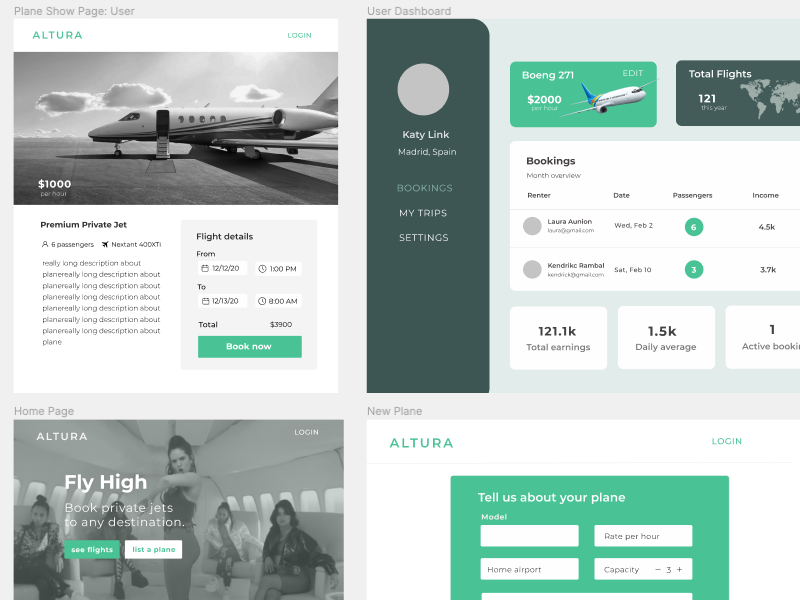 Plane Show Page: User
ALTURA
LOGIN
$1000
per hour
Premium Private Jet
6 passengers
Nextant 400XTi
really long description about
planereally long description about
planereally long description about
planereally long description about
planereally long description about
planereally long description about
planereally long description about
plane
Flight details
From
12/12/20
1:00 PM
To
12/13/20
8:00 AM
Total
$3900
Book now
User Dashboard
Katy Link
Madrid, Spain
BOOKINGS
MY TRIPS
SETTINGS
Boeng 271
EDIT
$2000
per hour
Total Flights
121
this year
Bookings
Month overview
Renter Date Passengers Income
Laura Aunion
laura@gmail.com
Wed, Feb 2
6
4.5k
Kendrikc Rambal
kendrick@gmail.com
Sat, Feb 10
3
3.7k
121.1k
Total earnings
1.5k
Daily average
1
Active bookin
Home Page
ALTURA
LOGIN
Fly High
Book private jets
to any destination.
see flights
list a plane
New Plane
ALTURA
LOGIN
Tell us about your plane
Model
Rate per hour
Home airport
Capacity − 3 +